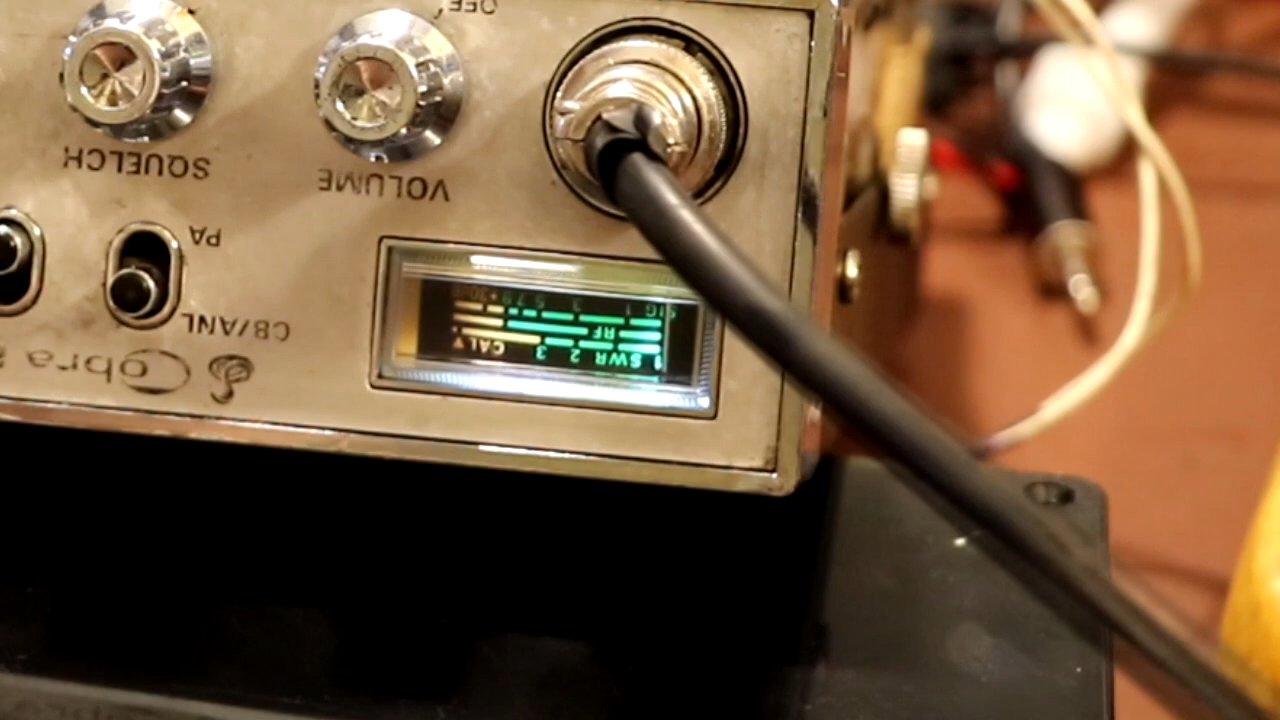 1 SWR 2 3 CAL
RF
SIG 1 3 5 7 9 +30
Cobra
CB/ANL
PA
VOLUME
SQUELCH
OFF